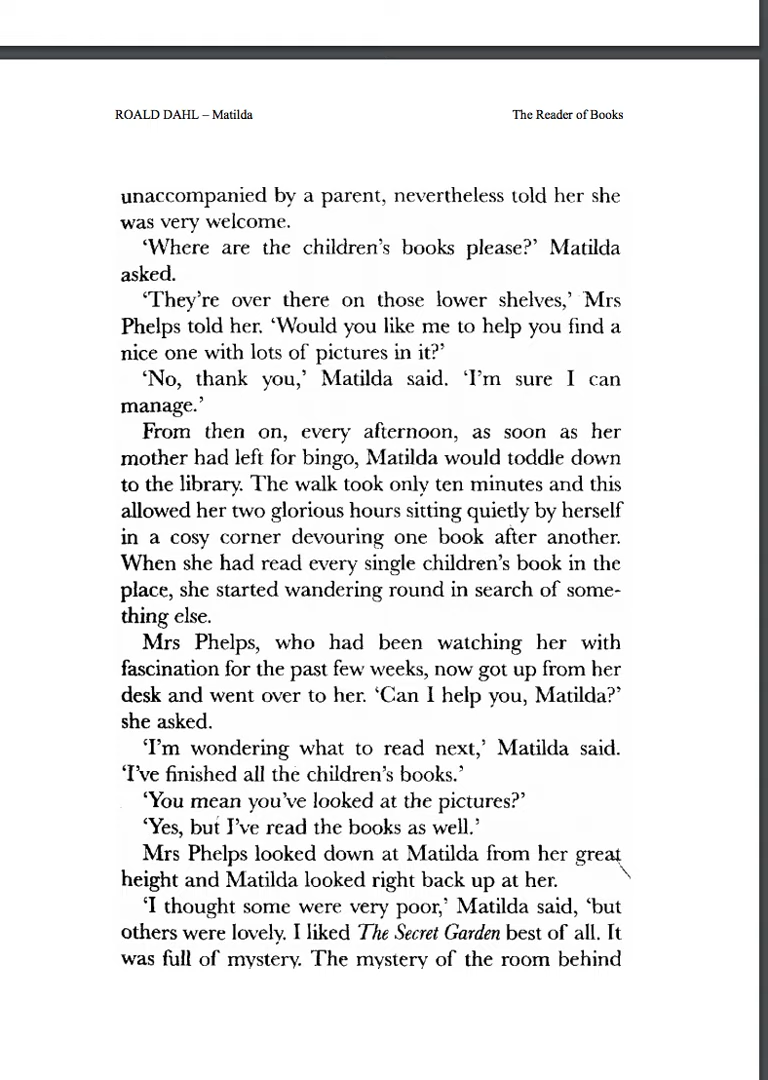 ROALD DAHL – Matilda The Reader of Books
unaccompanied by a parent, nevertheless told her she
was very welcome.
‘Where are the children’s books please?’ Matilda
asked.
‘They’re over there on those lower shelves,’ Mrs
Phelps told her. ‘Would you like me to help you find a
nice one with lots of pictures in it?’
‘No, thank you,’ Matilda said. ‘I’m sure I can
manage.’
From then on, every afternoon, as soon as her
mother had left for bingo, Matilda would toddle down
to the library. The walk took only ten minutes and this
allowed her two glorious hours sitting quietly by herself
in a cosy corner devouring one book after another.
When she had read every single children’s book in the
place, she started wandering round in search of some-
thing else.
Mrs Phelps, who had been watching her with
fascination for the past few weeks, now got up from her
desk and went over to her. ‘Can I help you, Matilda?’
she asked.
‘I’m wondering what to read next,’ Matilda said.
‘I’ve finished all the children’s books.’
‘You mean you’ve looked at the pictures?’
‘Yes, but I’ve read the books as well.’
Mrs Phelps looked down at Matilda from her great
height and Matilda looked right back up at her.
‘I thought some were very poor,’ Matilda said, ‘but
others were lovely. I liked The Secret Garden best of all. It
was full of mystery. The mystery of the room behind